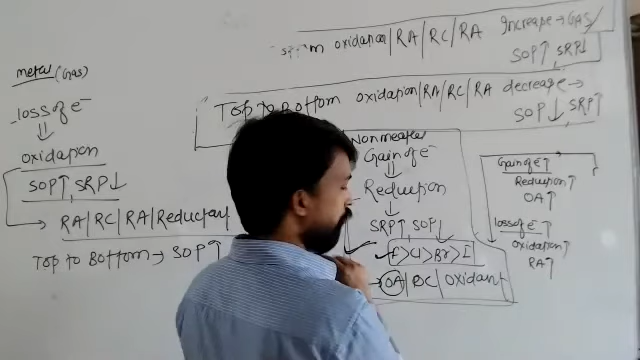 oxidation/RA/RC/RA Increase→Gas/
SOP↑ SRP↓
Top to Bottom oxidation/RA/RC/RA decrease→
SOP↓, SRP↑
metal (Gas)
loss of e⁻
⇓
oxidation
SOP↑ SRP↓
→ RA/RC/RA/Reductant
Top to Bottom → SOP↑
Nonmetal
Gain of e⁻
⇓
Reduction
↓
SRP↑ SOP↓
F>Cl>Br>I
→ OA/ /oxidant
Gain of e⁻↑
Reduction↑
OA↑
loss of e⁻↑
oxidation↑
RA↑